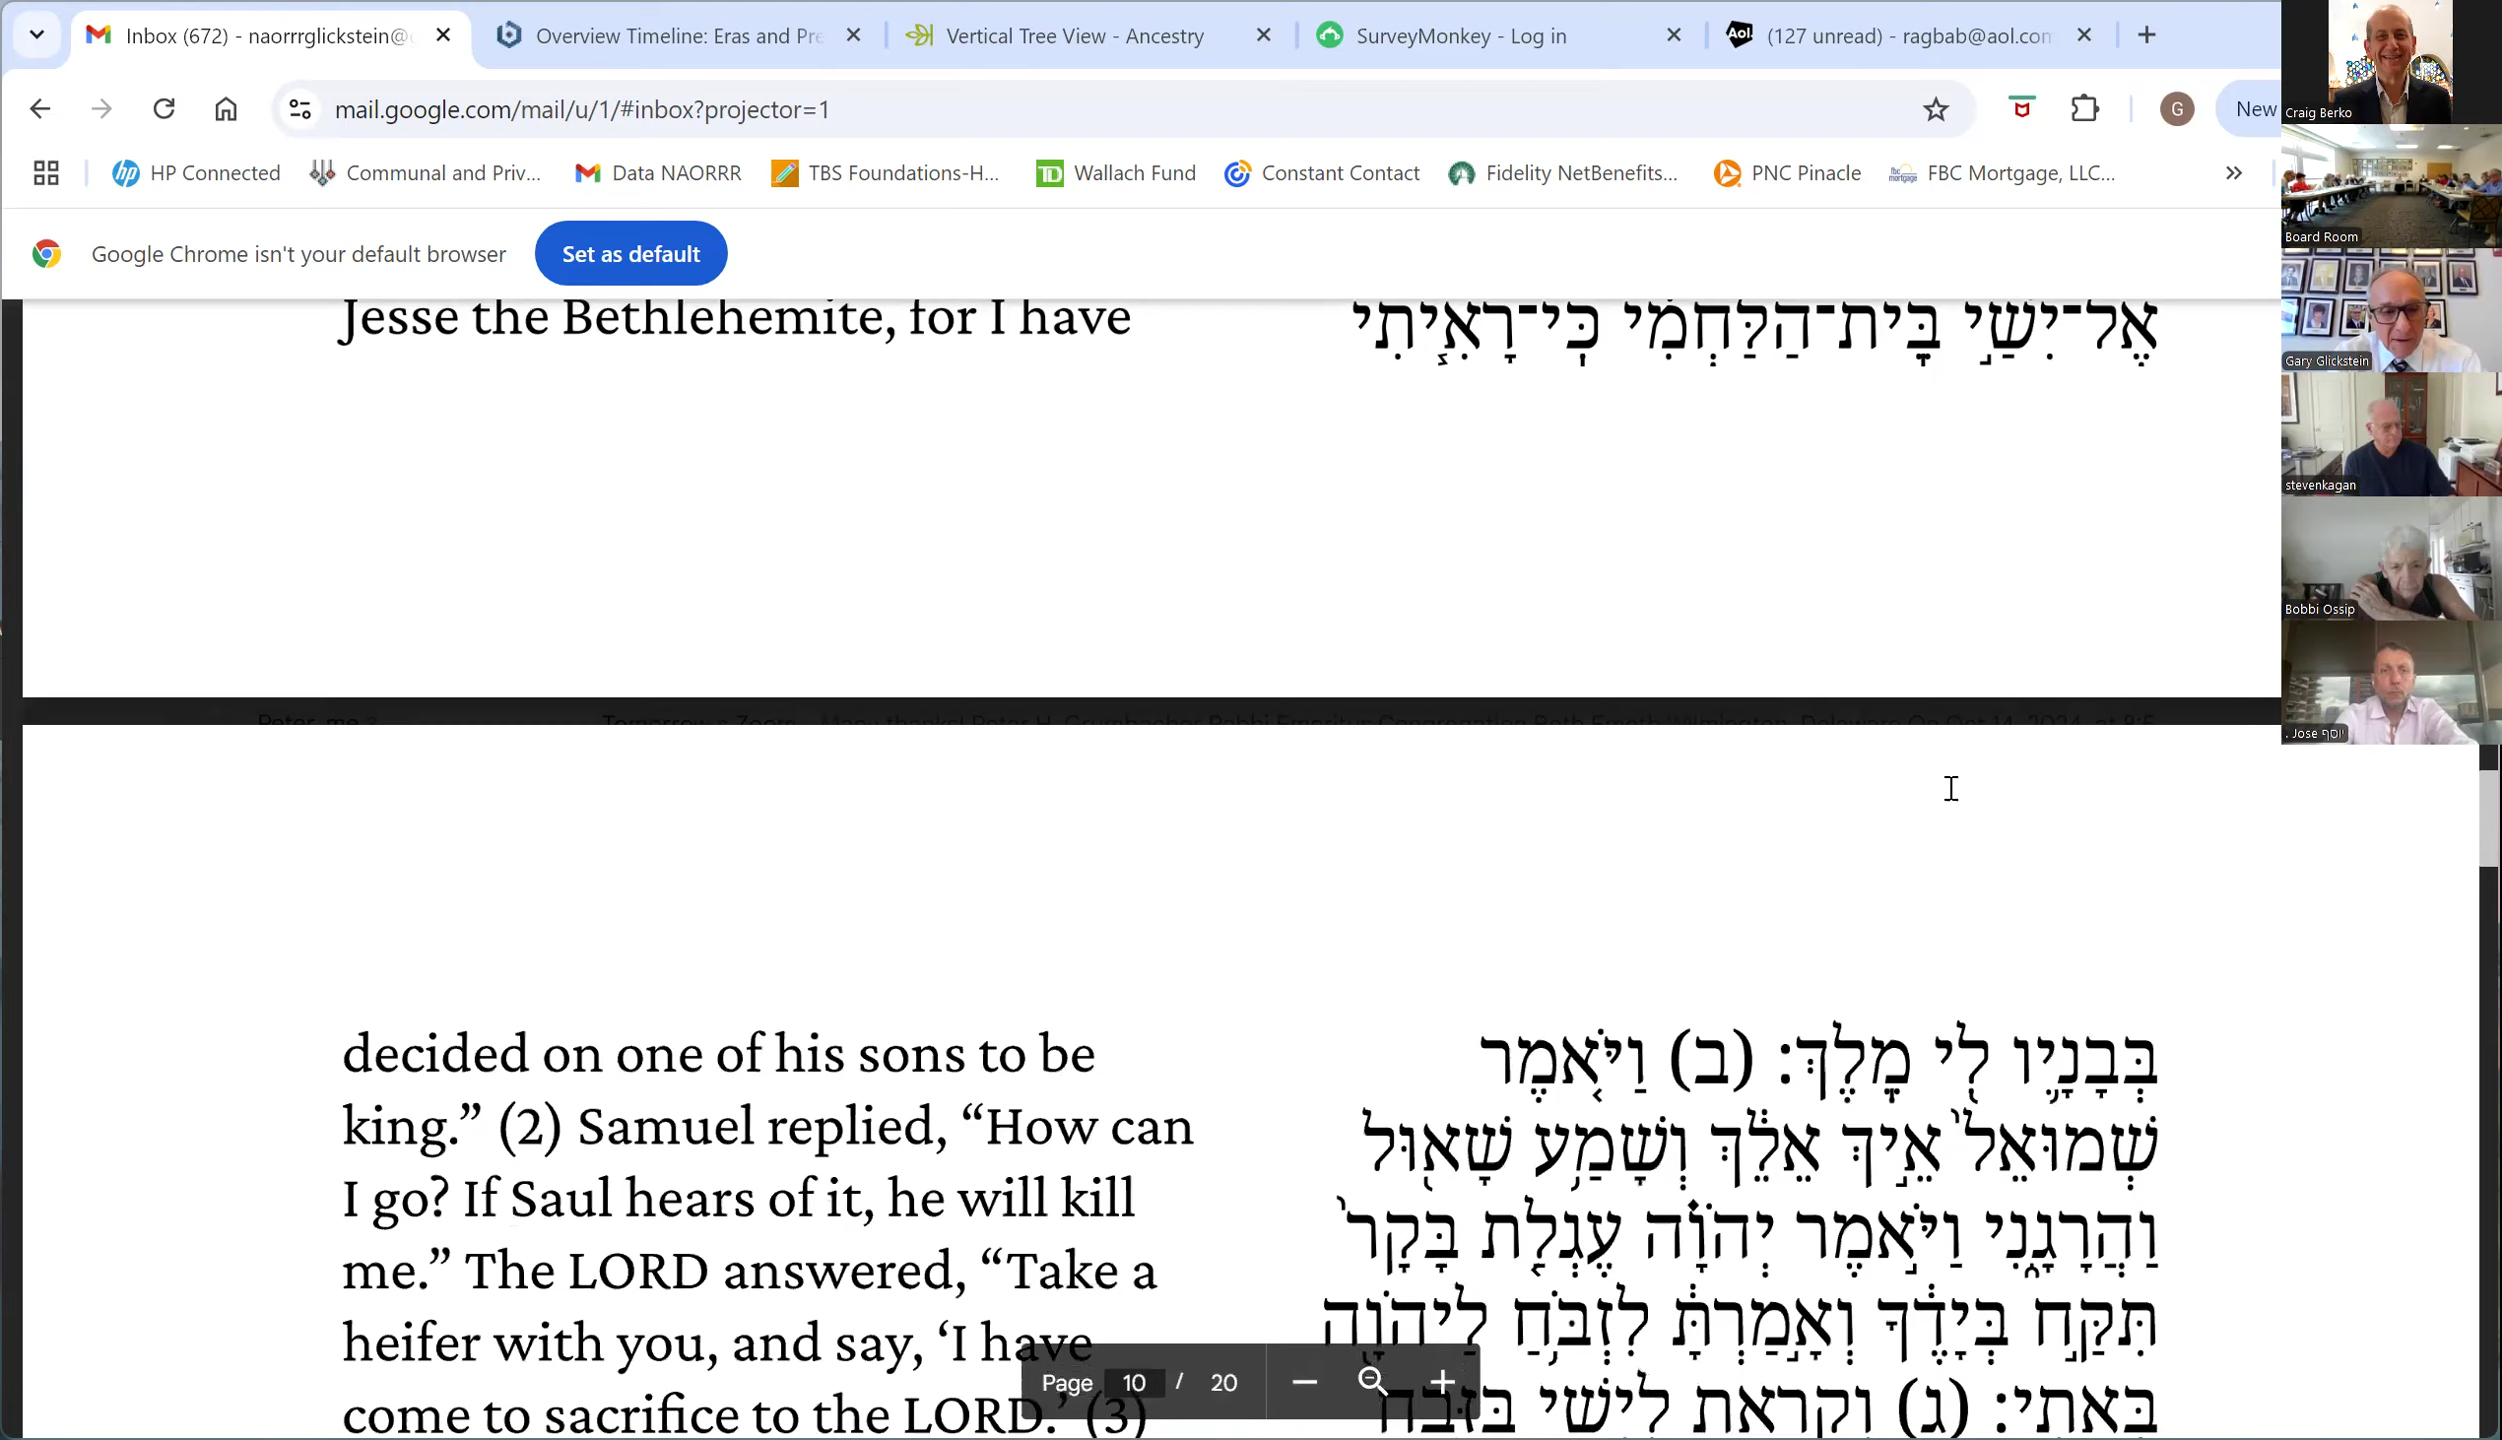 Inbox (672) - naorrrglickstein@
Overview Timeline: Eras and Pre
Vertical Tree View - Ancestry
SurveyMonkey - Log in
Aol.
(127 unread) - ragbab@aol.com
mail.google.com/mail/u/1/#inbox?projector=1
G
New
HP Connected
Communal and Priv...
Data NAORRR
TBS Foundations-H...
TD
Wallach Fund
Constant Contact
Fidelity NetBenefits...
PNC Pinacle
FBC Mortgage, LLC...
Google Chrome isn't your default browser
Set as default
Craig Berko
Board Room
Gary Glickstein
stevenkagan
Bobbi Ossip
. Jose יוסף
Jesse the Bethlehemite, for I have
אֶל־יִשַׁ֣י בֵּֽית־הַלַּחְמִ֔י כִּֽי־רָאִ֧יתִי
decided on one of his sons to be
king.” (2) Samuel replied, “How can
I go? If Saul hears of it, he will kill
me.” The LORD answered, “Take a
heifer with you, and say, ‘I have
come to sacrifice to the LORD.’ (3)
בְּבָנָ֛יו לִ֖י מֶֽלֶךְ׃ (ב) וַיֹּ֤אמֶר
שְׁמוּאֵל֙ אֵ֣יךְ אֵלֵ֔ךְ וְשָׁמַ֥ע שָׁא֖וּל
וַהֲרָגָ֑נִי וַיֹּ֣אמֶר יְהֹוָ֗ה עֶגְלַ֤ת בָּקָר֙
תִּקַּ֣ח בְּיָדֶ֔ךָ וְאָ֣מַרְתָּ֔ לִזְבֹּ֥חַ לַיהֹוָ֖ה
בָּֽאתִי׃ (ג) וְקָרָ֥את לְיִשַׁ֖י בַּזָּ֑בַח
Page 10 / 20